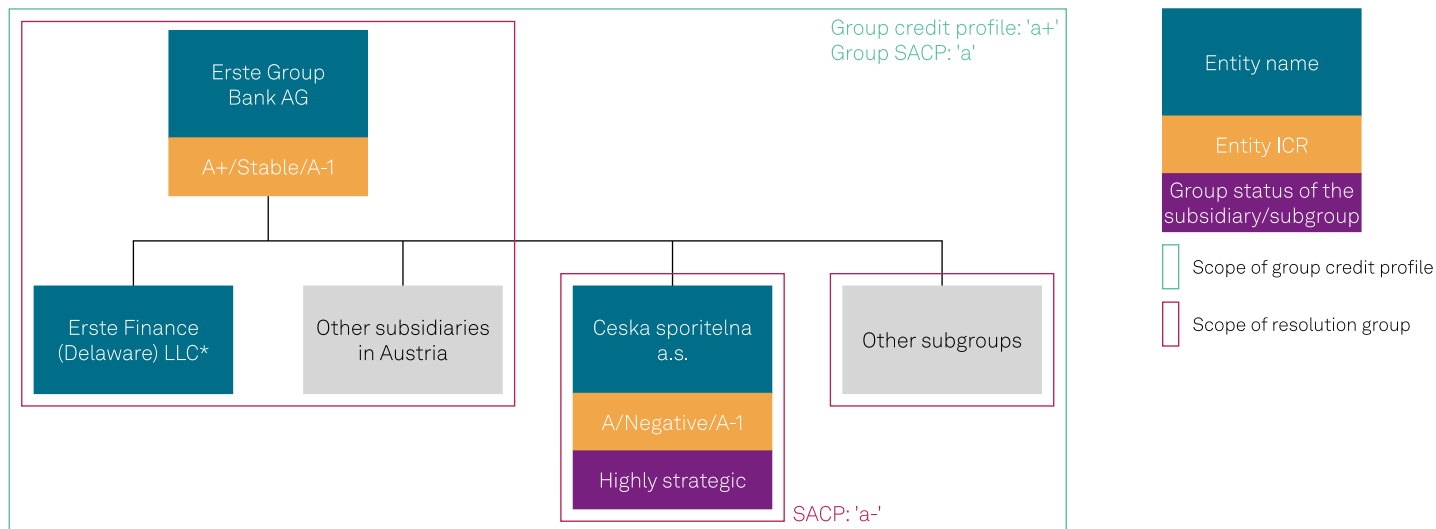 Group credit profile: 'a+'
Group SACP: 'a'
Erste Group
Bank AG
A+/Stable/A-1
Erste Finance
(Delaware) LLC*
Other subsidiaries
in Austria
Ceska sporitelna
a.s.
A/Negative/A-1
Highly strategic
Other subgroups
SACP: 'a-'
Entity name
Entity ICR
Group status of the
subsidiary/subgroup
Scope of group credit profile
Scope of resolution group